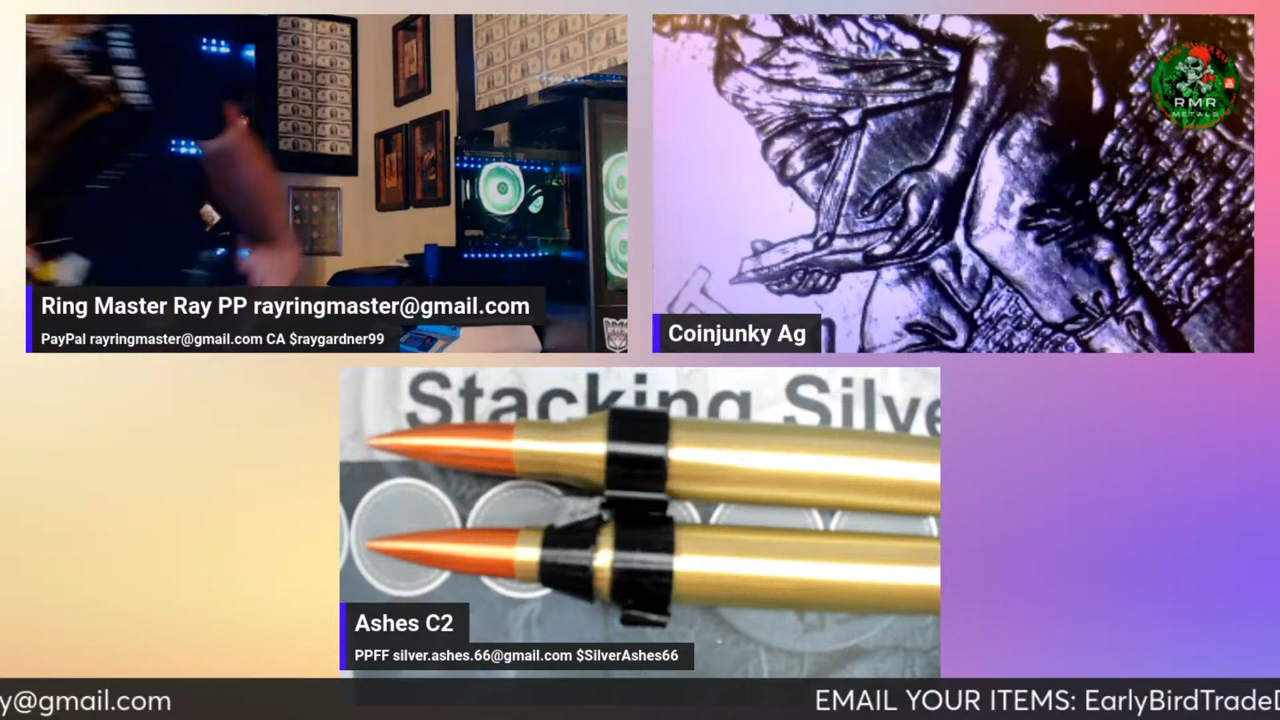 Ring Master Ray PP rayringmaster@gmail.com
PayPal rayringmaster@gmail.com CA $raygardner99
RMR
METALS
Coinjunky Ag
Stacking Silve
Ashes C2
PPFF silver.ashes.66@gmail.com $SilverAshes66
y@gmail.com
EMAIL YOUR ITEMS: EarlyBirdTradeD